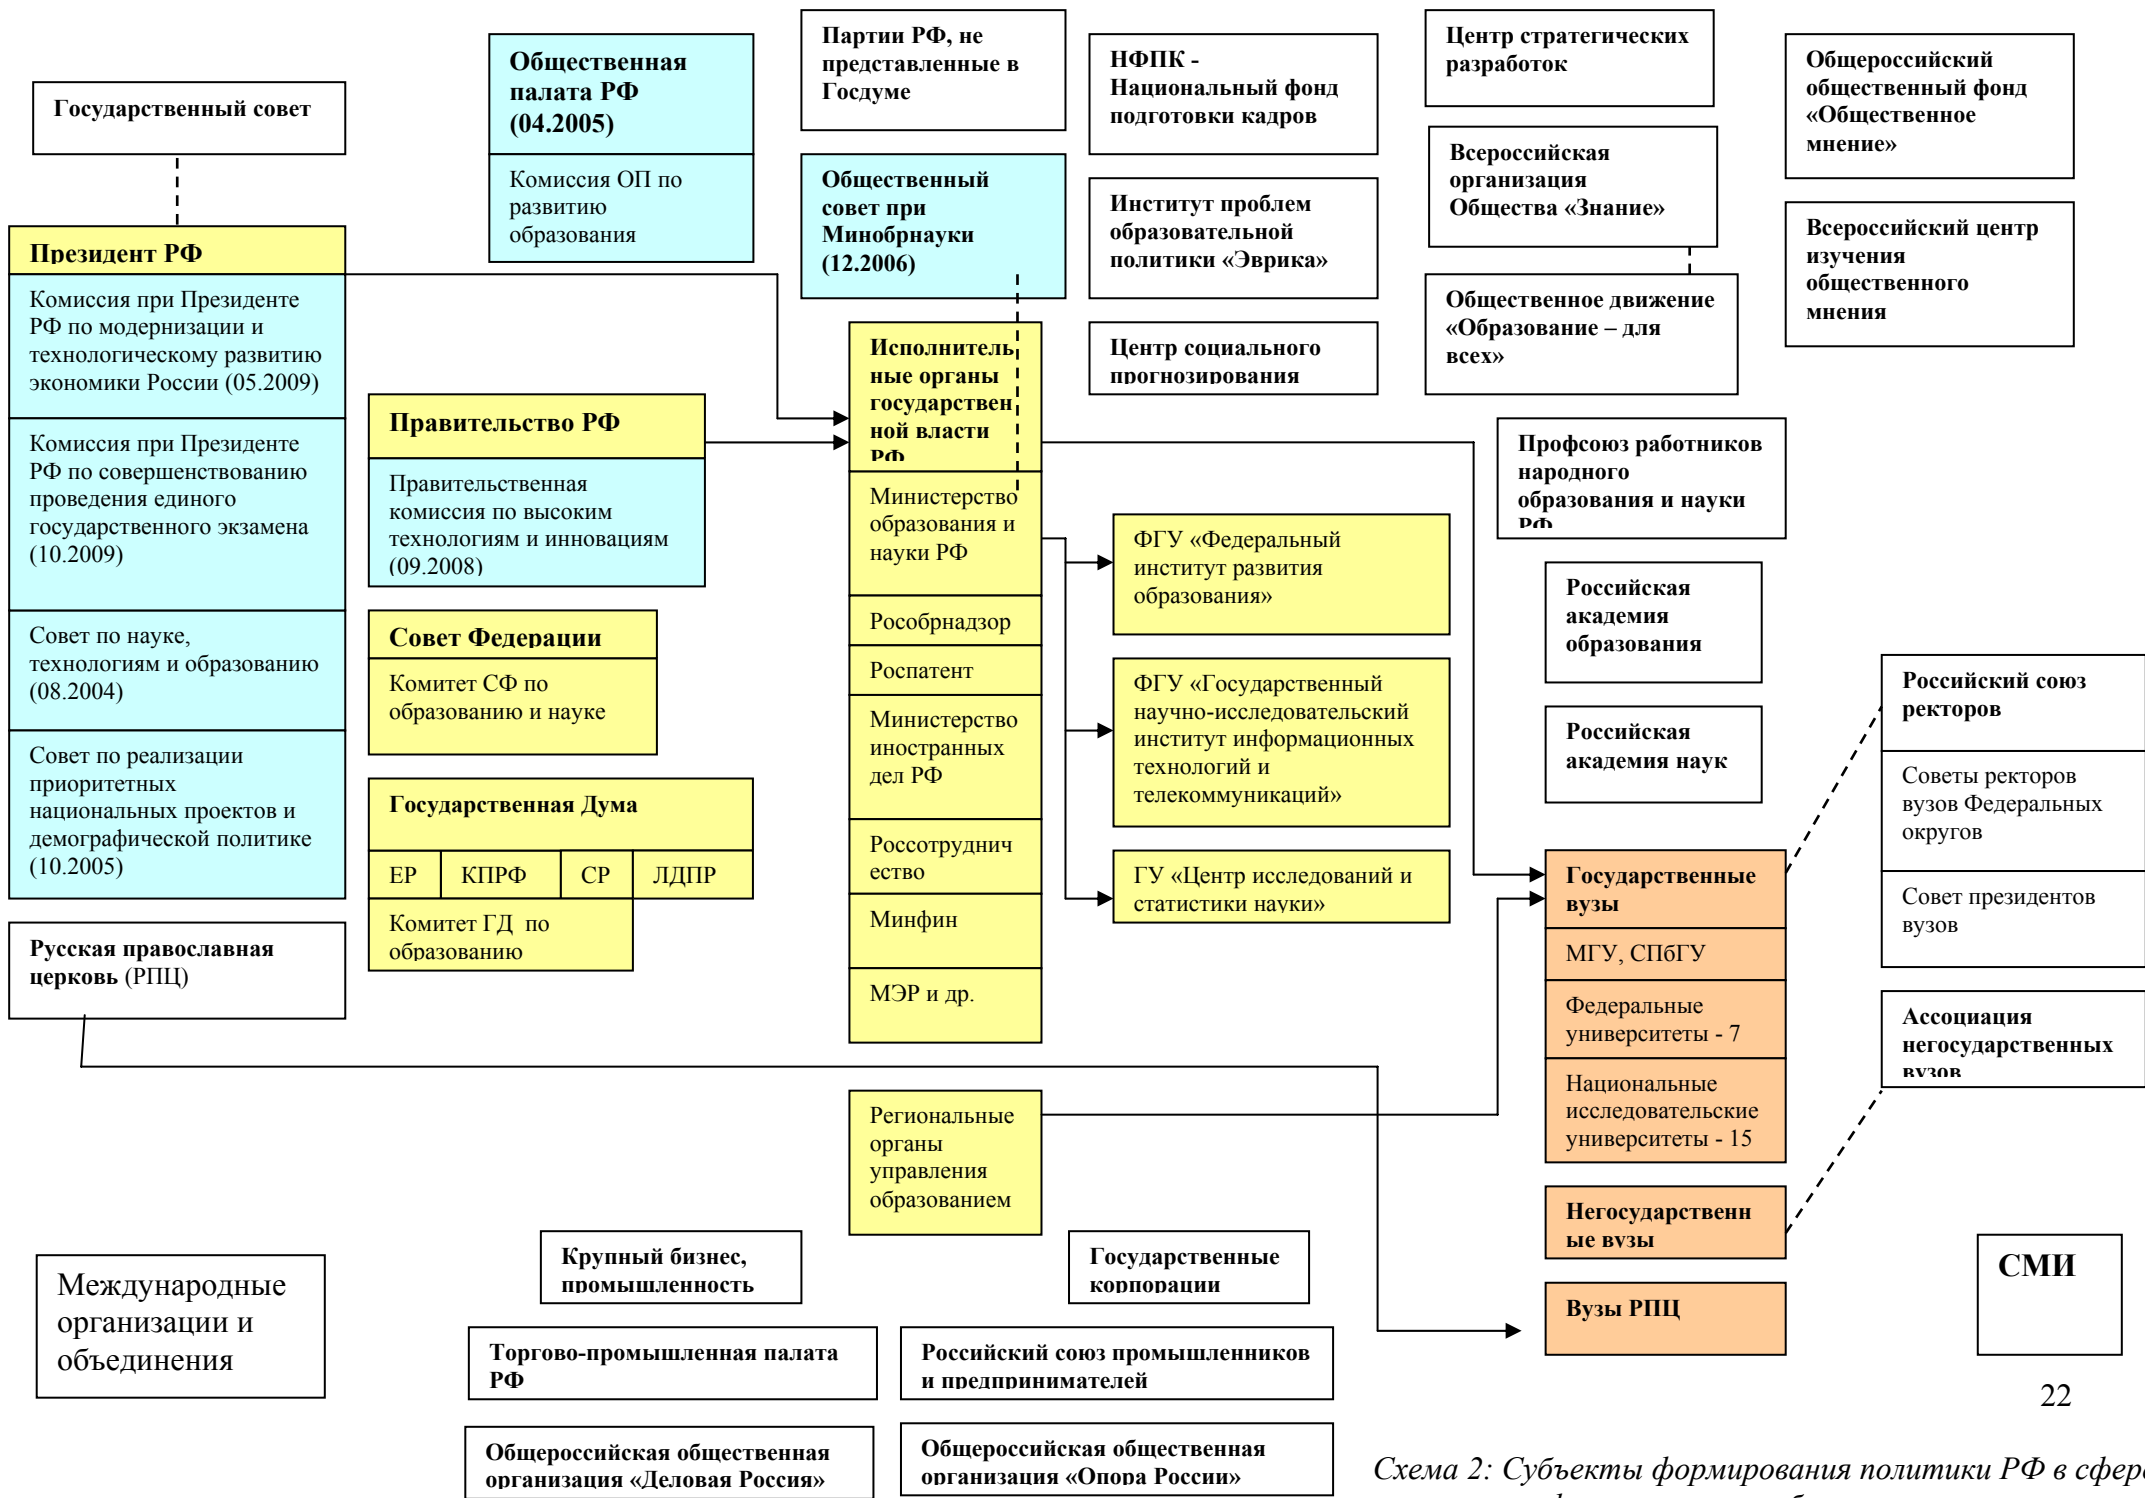 Государственный совет
Общественная
палата РФ
(04.2005)
Комиссия ОП по
развитию
образования
Партии РФ, не
представленные в
Госдуме
Общественный
совет при
Минобрнауки
(12.2006)
НФПК -
Национальный фонд
подготовки кадров
Институт проблем
образовательной
политики «Эврика»
Центр социального
прогнозирования
Центр стратегических
разработок
Всероссийская
организация
Общества «Знание»
Общественное движение
«Образование – для
всех»
Общероссийский
общественный фонд
«Общественное
мнение»
Всероссийский центр
изучения
общественного
мнения
Президент РФ
Комиссия при Президенте
РФ по модернизации и
технологическому развитию
экономики России (05.2009)
Комиссия при Президенте
РФ по совершенствованию
проведения единого
государственного экзамена
(10.2009)
Совет по науке,
технологиям и образованию
(08.2004)
Совет по реализации
приоритетных
национальных проектов и
демографической политике
(10.2005)
Русская православная
церковь (РПЦ)
Правительство РФ
Правительственная
комиссия по высоким
технологиям и инновациям
(09.2008)
Совет Федерации
Комитет СФ по
образованию и науке
Государственная Дума
ЕР КПРФ СР ЛДПР
Комитет ГД по
образованию
Исполнитель
ные органы
государствен
ной власти
РФ
Министерство
образования и
науки РФ
Рособрнадзор
Роспатент
Министерство
иностранных
дел РФ
Россотруднич
ество
Минфин
МЭР и др.
Региональные
органы
управления
образованием
ФГУ «Федеральный
институт развития
образования»
ФГУ «Государственный
научно-исследовательский
институт информационных
технологий и
телекоммуникаций»
ГУ «Центр исследований и
статистики науки»
Профсоюз работников
народного
образования и науки
РФ
Российская
академия
образования
Российская
академия наук
Государственные
вузы
МГУ, СПбГУ
Федеральные
университеты - 7
Национальные
исследовательские
университеты - 15
Негосударственн
ые вузы
Вузы РПЦ
Российский союз
ректоров
Советы ректоров
вузов Федеральных
округов
Совет президентов
вузов
Ассоциация
негосударственных
вузов
СМИ
Международные
организации и
объединения
Крупный бизнес,
промышленность
Государственные
корпорации
Торгово-промышленная палата
РФ
Российский союз промышленников
и предпринимателей
Общероссийская общественная
организация «Деловая Россия»
Общероссийская общественная
организация «Опора России»
22
Схема 2: Субъекты формирования политики РФ в сфере